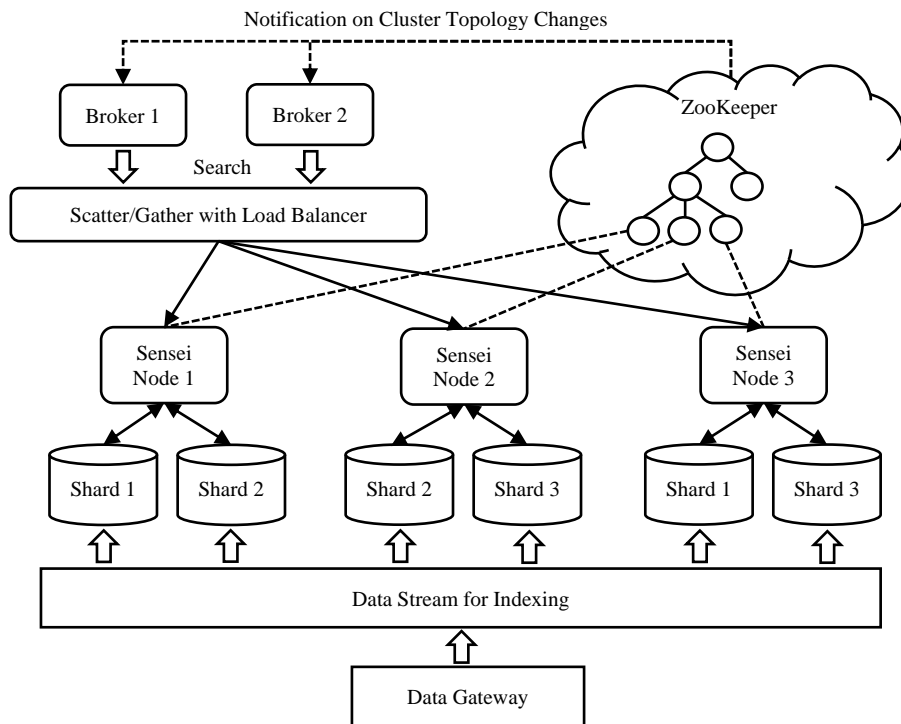 Notification on Cluster Topology Changes
Broker 1
Broker 2
ZooKeeper
Search
Scatter/Gather with Load Balancer
Sensei
Node 1
Sensei
Node 2
Sensei
Node 3
Shard 1
Shard 2
Shard 2
Shard 3
Shard 1
Shard 3
Data Stream for Indexing
Data Gateway